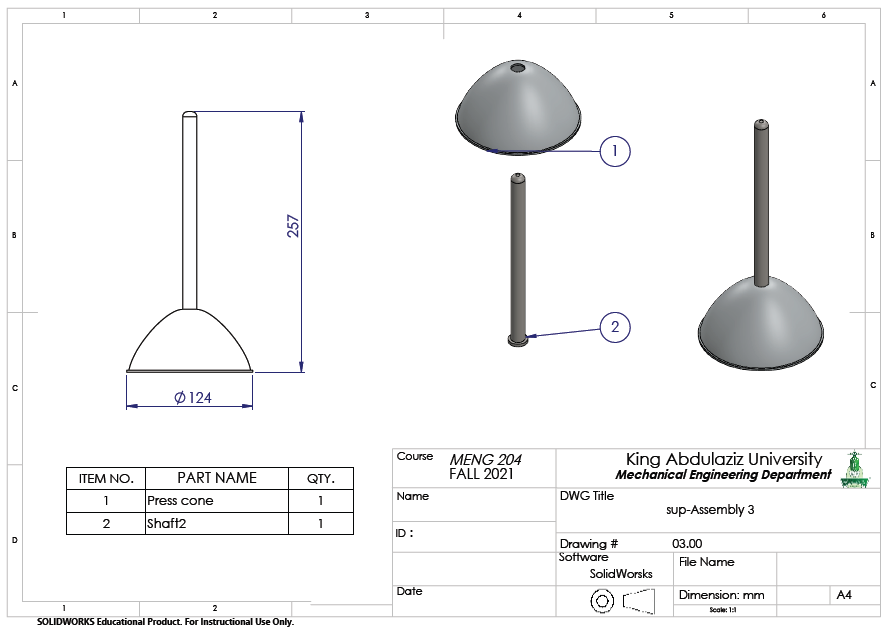 1 2 3 4 5 6
A A
B B
C C
D
1
2
257
Ø124
ITEM NO. PART NAME QTY.
1 Press cone 1
2 Shaft2 1
Course MENG 204
FALL 2021
Name
ID :
Date
King Abdulaziz University
Mechanical Engineering Department
DWG Title
sup-Assembly 3
Drawing # 03.00
Software
SolidWorsks
File Name
Dimension: mm A4
Scale: 1:1
1 2
SOLIDWORKS Educational Product. For Instructional Use Only.